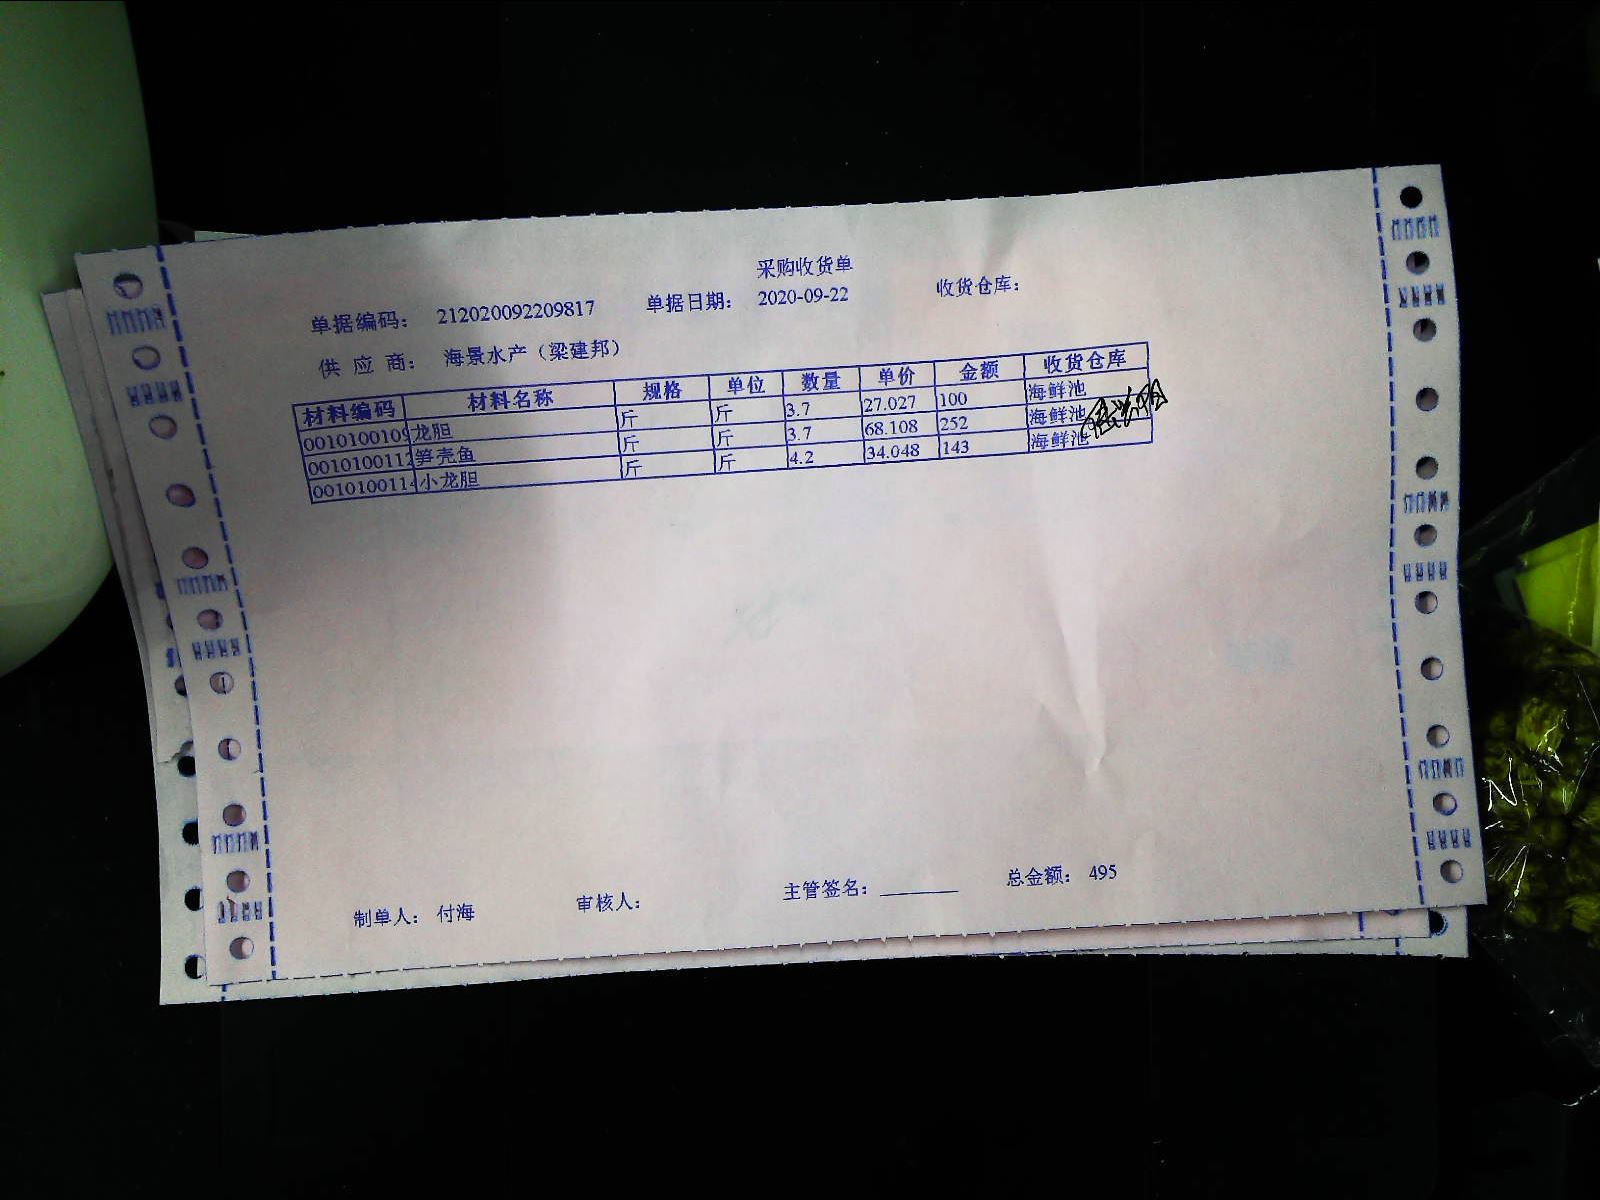 采购收货单
单据编码： 212020092209817 单据日期： 2020-09-22 收货仓库：
供 应 商： 海景水产（梁建邦）
材料编码 材料名称 规格 单位 数量 单价 金额 收货仓库
0010100109 龙胆 斤 斤 3.7 27.027 100 海鲜池
0010100112 笋壳鱼 斤 斤 3.7 68.108 252 海鲜池
001010011 小龙胆 斤 斤 4.2 34.048 143 海鲜池
制单人： 付海 审核人： 主管签名： 总金额： 495